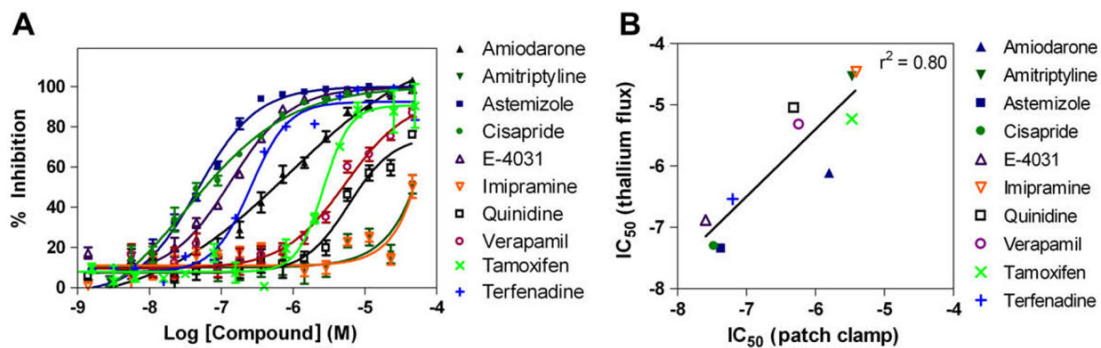 A
% Inhibition
100
80
60
40
20
0
-9 -8 -7 -6 -5 -4
Log [Compound] (M)
Amiodarone
Amitriptyline
Astemizole
Cisapride
E-4031
Imipramine
Quinidine
Verapamil
Tamoxifen
Terfenadine
B
IC50 (thallium flux)
-4
-5
-6
-7
-8
r2 = 0.80
-8 -7 -6 -5 -4
IC50 (patch clamp)
Amiodarone
Amitriptyline
Astemizole
Cisapride
E-4031
Imipramine
Quinidine
Verapamil
Tamoxifen
Terfenadine